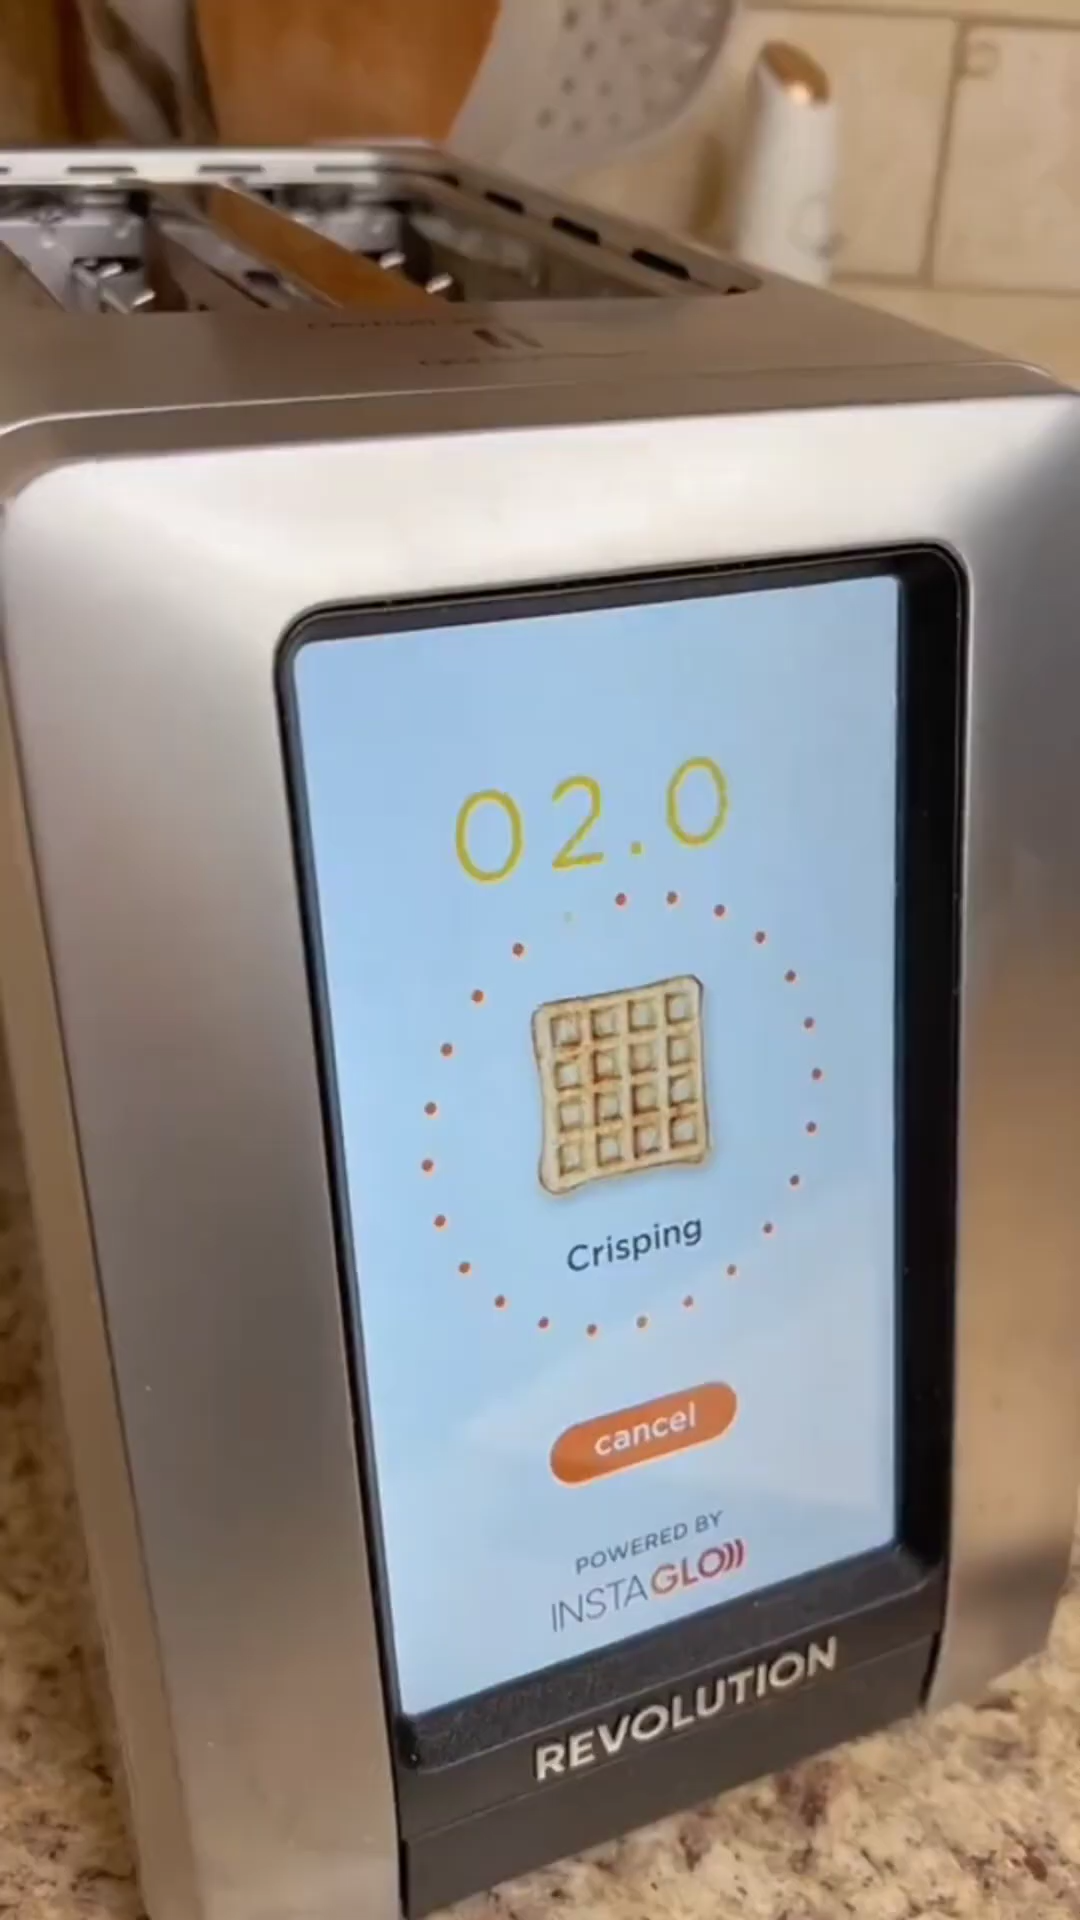 02.0
Crisping
cancel
POWERED BY
INSTAGLO
REVOLUTION